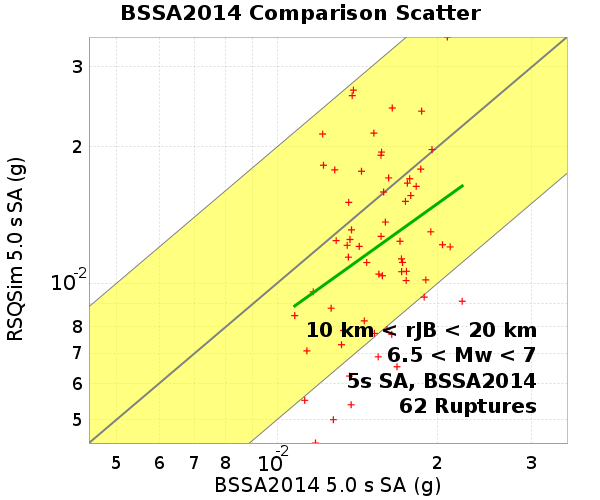 BSSA2014 Comparison Scatter
RSQSim 5.0 s SA (g)
3
2
10-2
8
7
6
5
10 km < rJB < 20 km
6.5 < Mw < 7
5s SA, BSSA2014
62 Ruptures
5 6 7 8 10-2 2 3
BSSA2014 5.0 s SA (g)